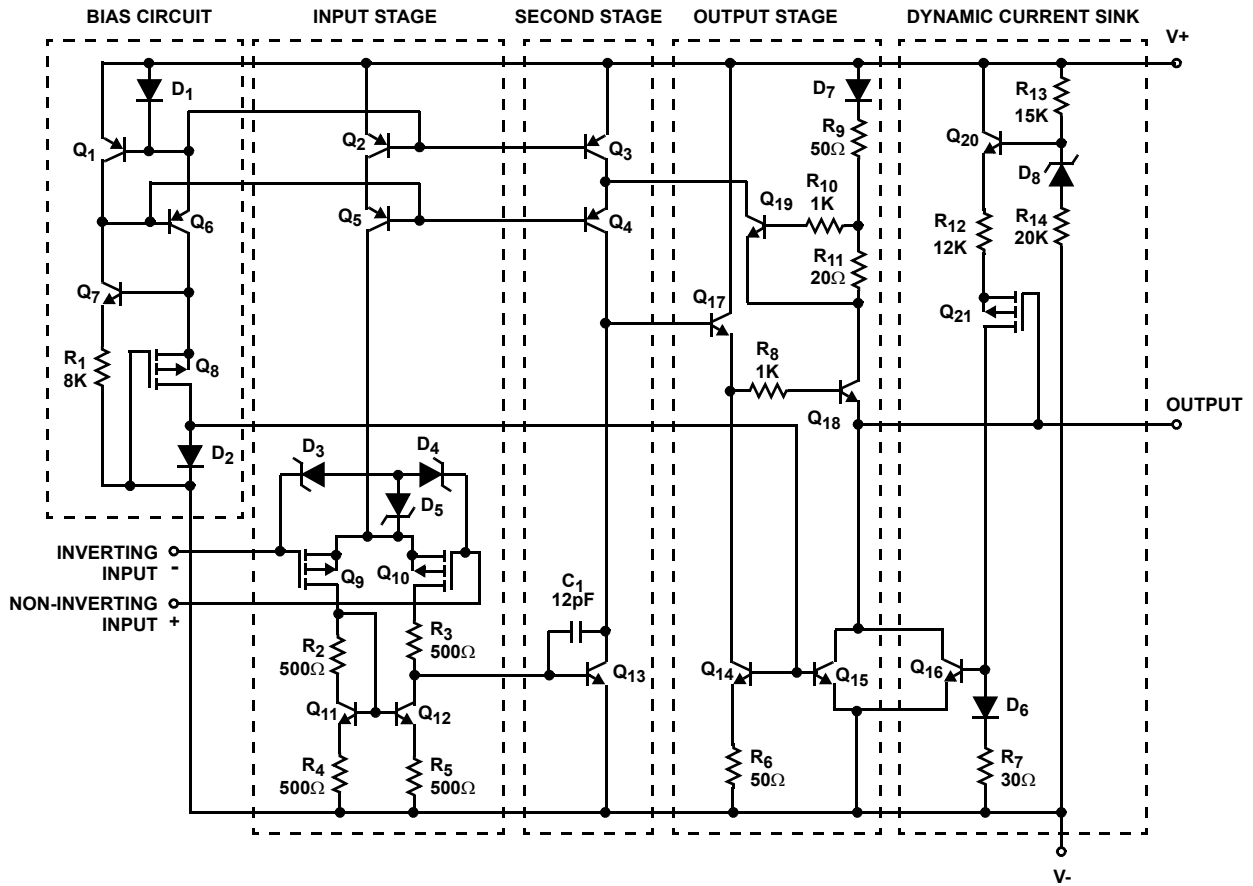 BIAS CIRCUIT
INPUT STAGE
SECOND STAGE
OUTPUT STAGE
DYNAMIC CURRENT SINK
V+
D1
Q1
Q6
Q7
R1
8K
Q8
D2
Q2
Q5
D3
D4
D5
INVERTING
INPUT -
NON-INVERTING
INPUT +
Q9
Q10
R2
500Ω
R3
500Ω
Q11
Q12
R4
500Ω
R5
500Ω
Q3
Q4
C1
12pF
Q13
D7
R9
50Ω
R10
1K
Q19
R11
20Ω
Q17
R8
1K
Q18
Q14
Q15
R6
50Ω
R13
15K
Q20
D8
R12
12K
R14
20K
Q21
OUTPUT
Q16
D6
R7
30Ω
V-